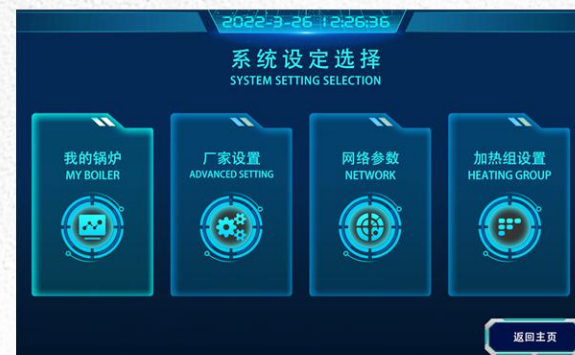 2022-3-26 12:26:36
系统设定选择
SYSTEM SETTING SELECTION
我的锅炉
MY BOILER
厂家设置
ADVANCED SETTING
网络参数
NETWORK
加热组设置
HEATING GROUP
返回主页